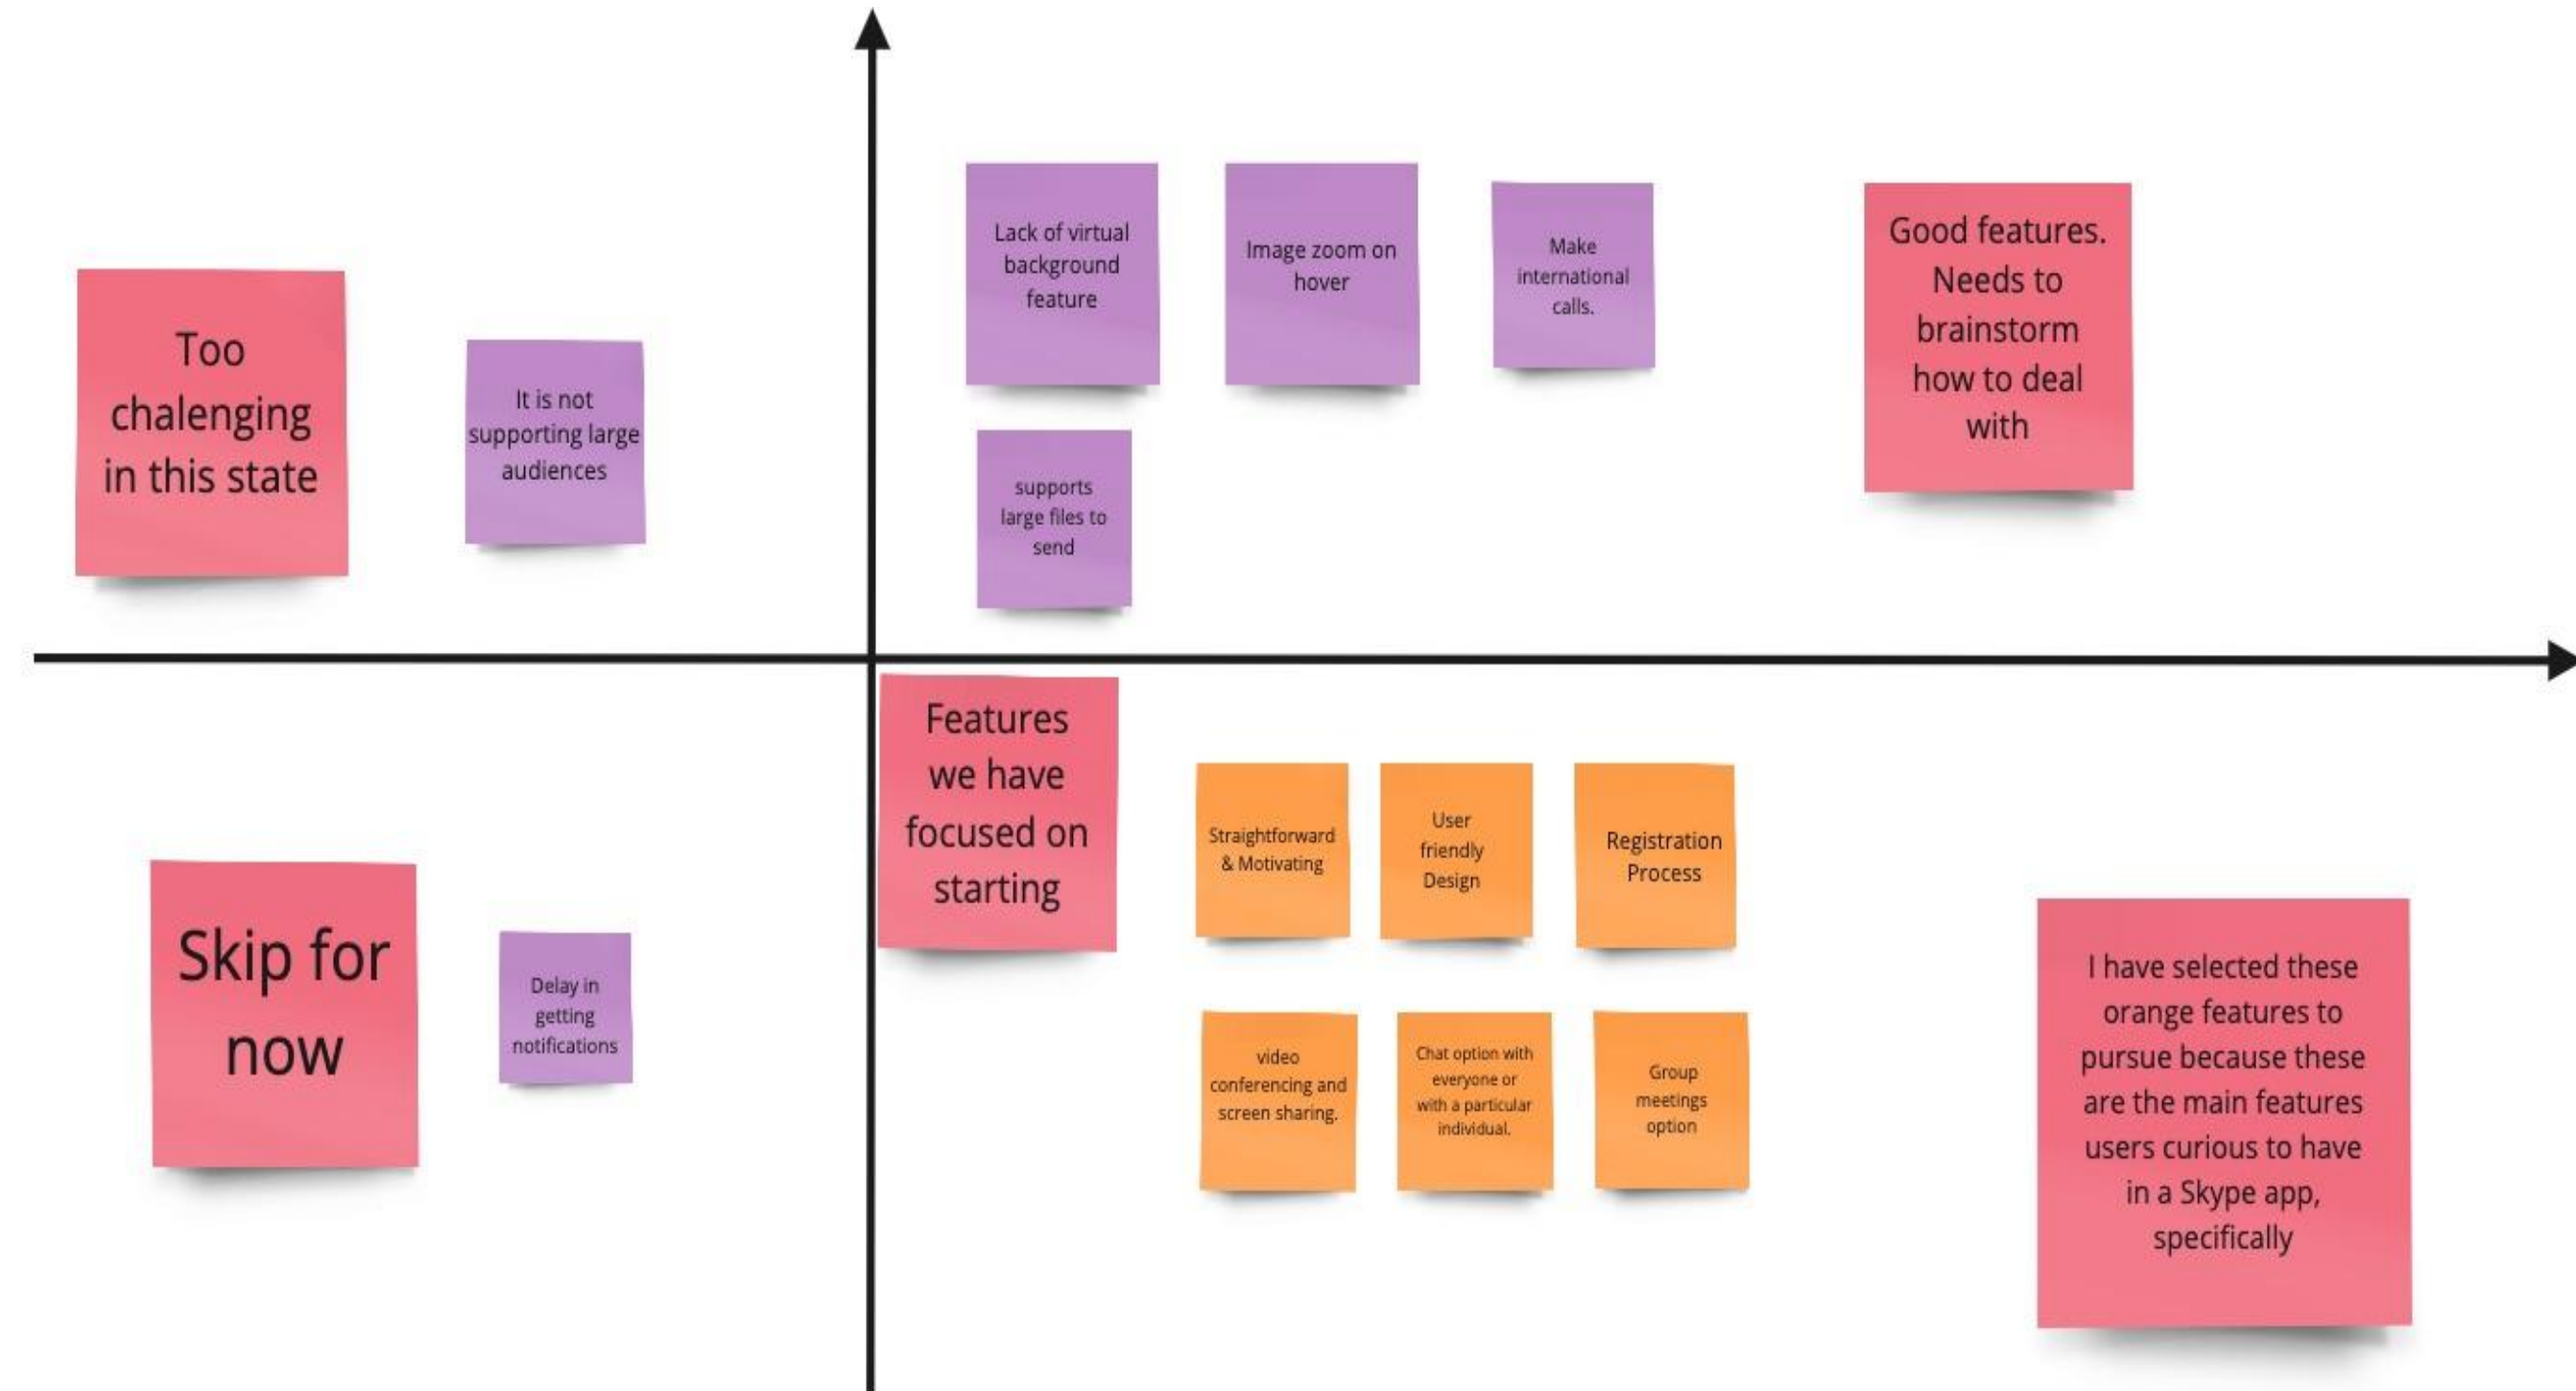 Too
chalenging
in this state
It is not
supporting large
audiences
Lack of virtual
background
feature
Image zoom on
hover
Make
international
calls.
Good features.
Needs to
brainstorm
how to deal
with
supports
large files to
send
Skip for
now
Delay in
getting
notifications
Features
we have
focused on
starting
Straightforward
& Motivating
User
friendly
Design
Registration
Process
video
conferencing and
screen sharing.
Chat option with
everyone or
with a particular
individual.
Group
meetings
option
I have selected these
orange features to
pursue because these
are the main features
users curious to have
in a Skype app,
specifically